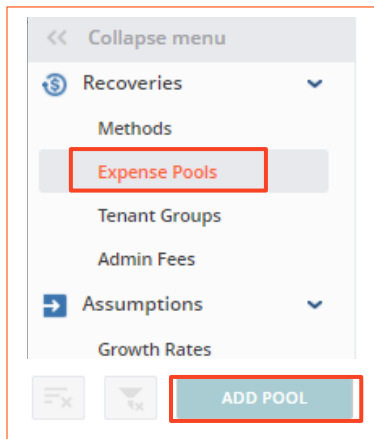 Collapse menu
Recoveries
Methods
Expense Pools
Tenant Groups
Admin Fees
Assumptions
Growth Rates
ADD POOL